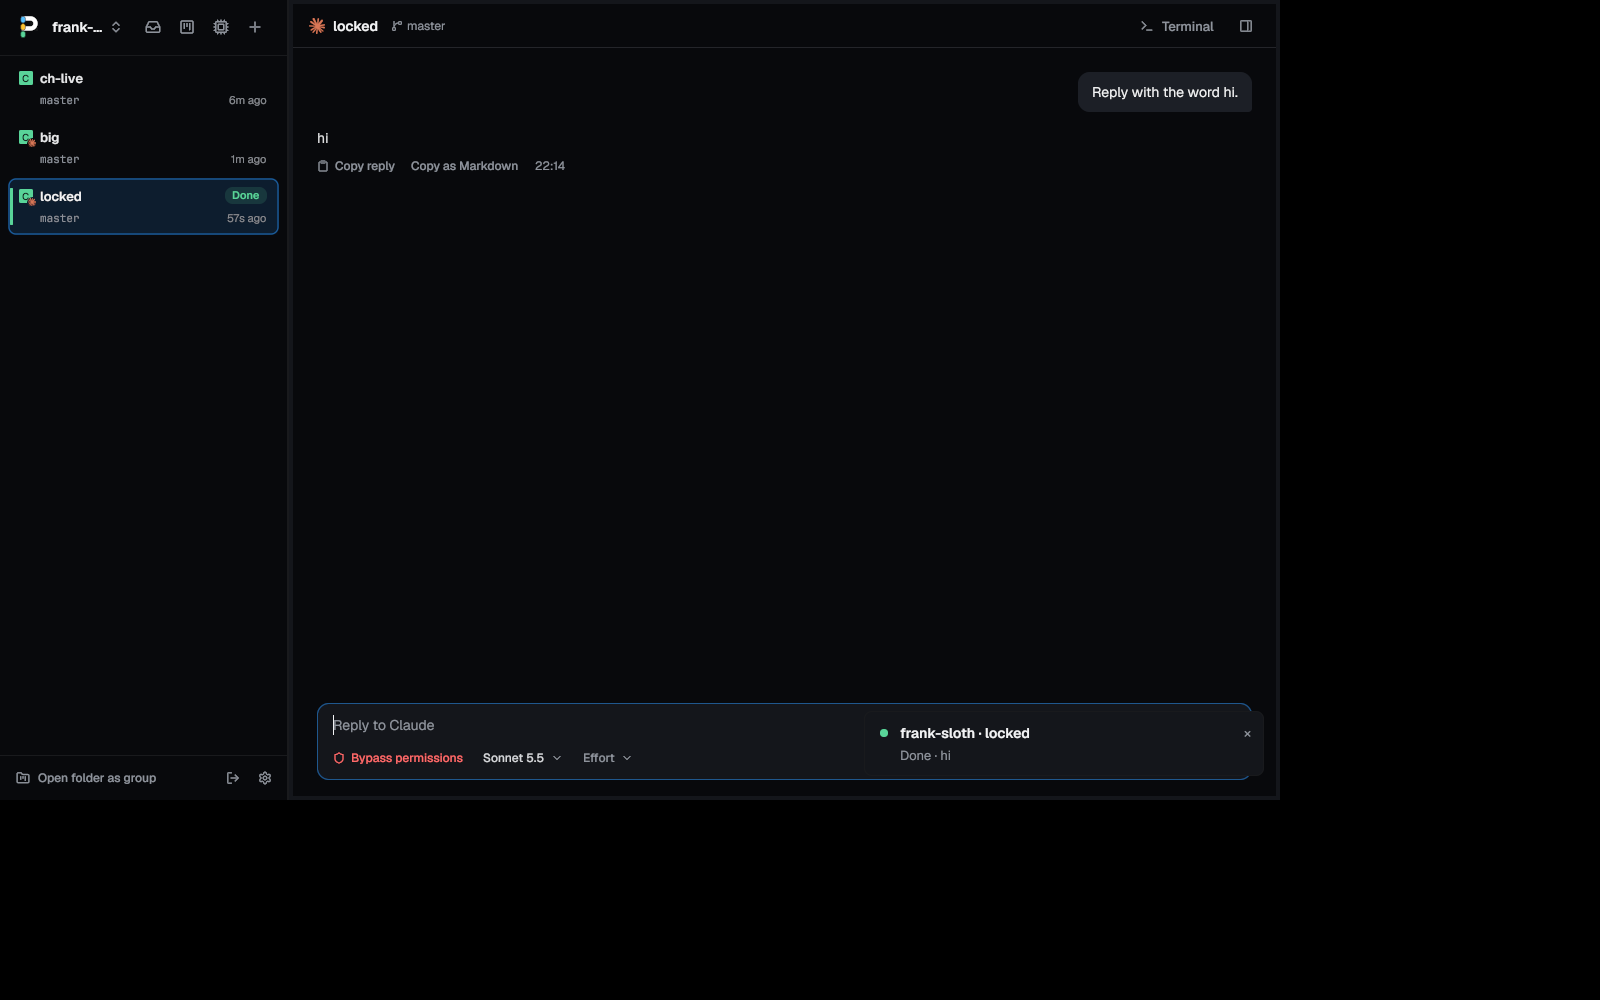 frank-...
C ch-live
master 6m ago
C big
master 1m ago
C locked Done
master 57s ago
Open folder as group
locked master Terminal
Reply with the word hi.
hi
Copy reply Copy as Markdown 22:14
Reply to Claude
Bypass permissions Sonnet 5.5 Effort
frank-sloth · locked ×
Done · hi